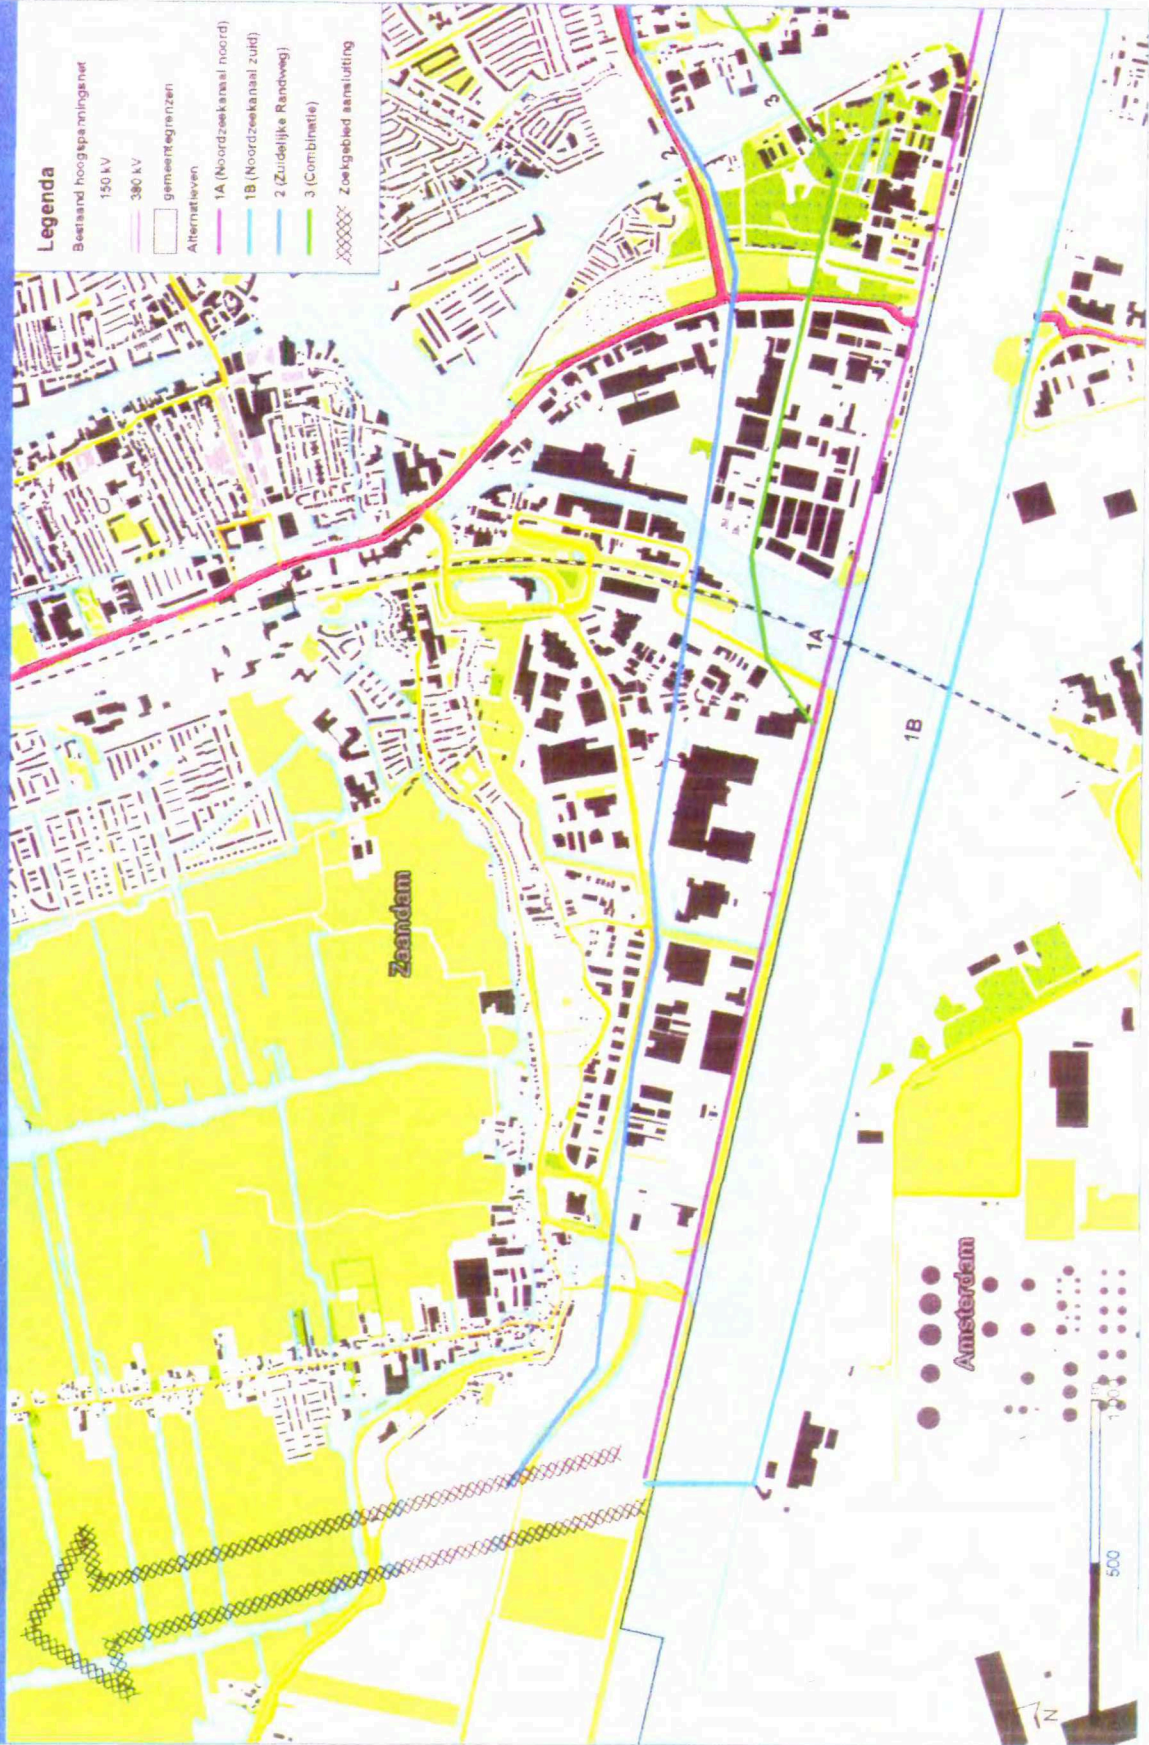 Legenda
Bestaand hoogspanningsnet
150 kV
380 kV
gemeentegrenzen
Alternatieven
1A (Noordzeekanaal noord)
1B (Noordzeekanaal zuid)
2 (Zuidelijke Randweg)
3 (Combinatie)
Zoekgebied aansluiting
3
2
1A
1B
Zaandam
Amsterdam
500
N